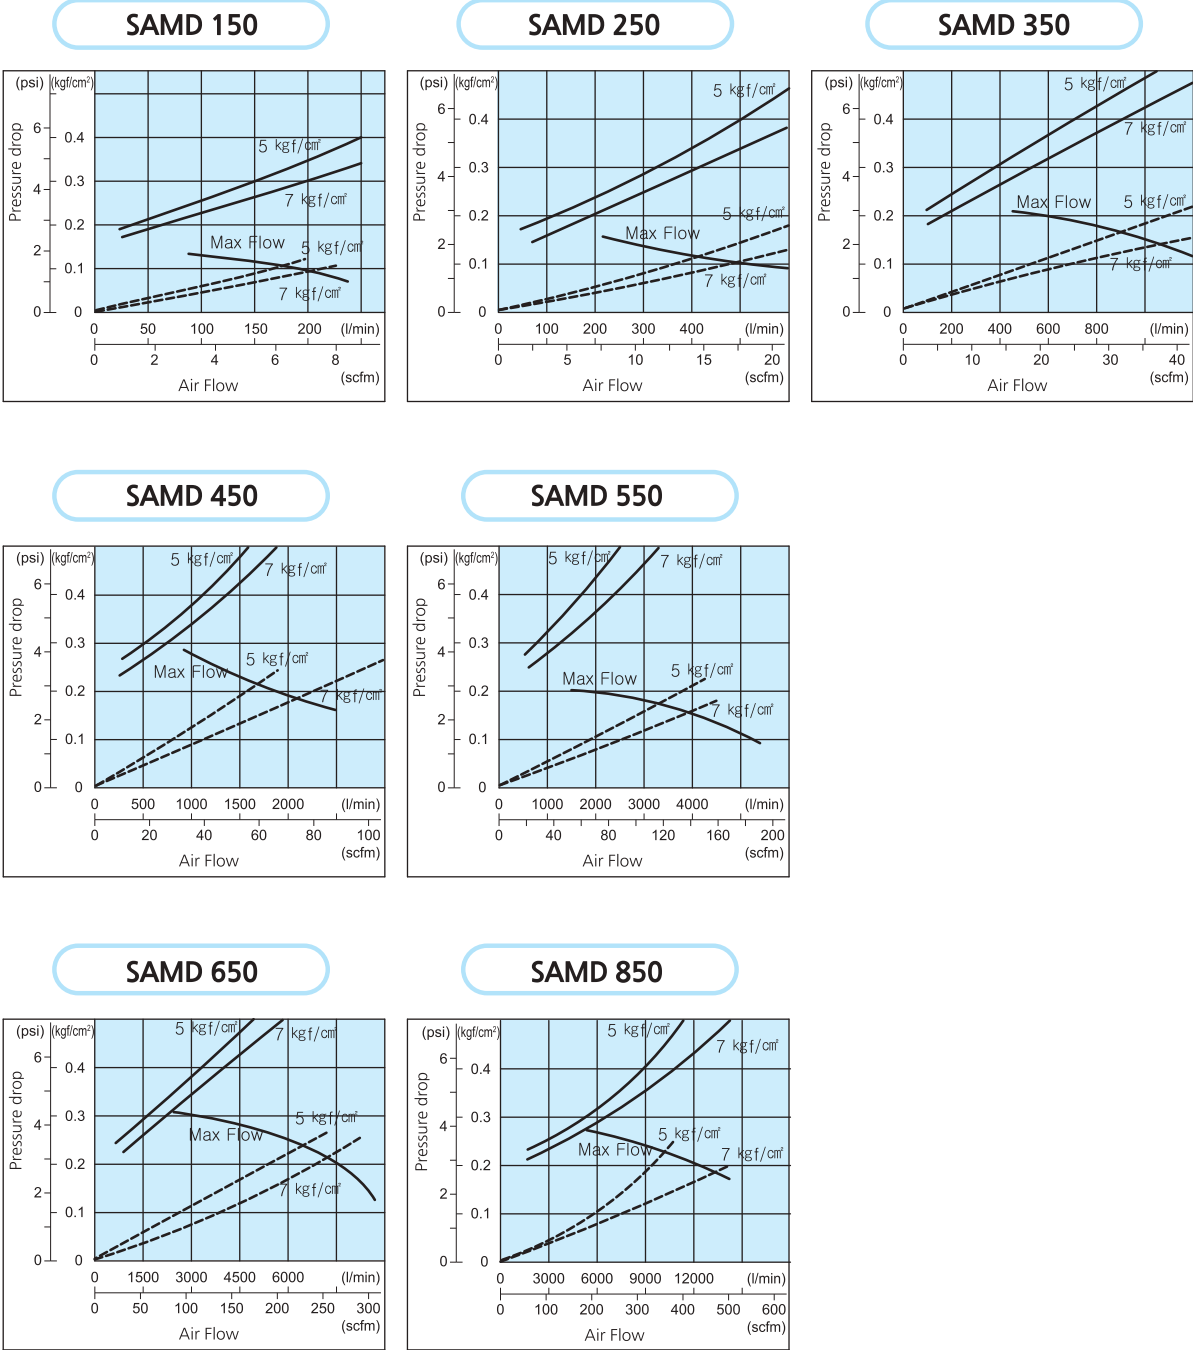 SAMD 150
(psi) (kgf/cm²)
Pressure drop
6 0.4
4 0.3
0.2
2 0.1
0 0
5 kgf/cm²
7 kgf/cm²
Max Flow
5 kgf/cm²
7 kgf/cm²
0 50 100 150 200 (l/min)
0 2 4 6 8
(scfm)
Air Flow
SAMD 250
(psi) (kgf/cm²)
Pressure drop
6 0.4
4 0.3
0.2
2 0.1
0 0
5 kgf/cm²
5 kgf/cm²
Max Flow
7 kgf/cm²
0 100 200 300 400 (l/min)
0 5 10 15 20
(scfm)
Air Flow
SAMD 350
(psi) (kgf/cm²)
Pressure drop
6 0.4
4 0.3
0.2
2 0.1
0 0
5 kgf/cm²
7 kgf/cm²
Max Flow
5 kgf/cm²
7 kgf/cm²
0 200 400 600 800 (l/min)
0 10 20 30 40
(scfm)
Air Flow
SAMD 450
(psi) (kgf/cm²)
Pressure drop
6 0.4
4 0.3
0.2
2 0.1
0 0
5 kgf/cm²
7 kgf/cm²
5 kgf/cm²
Max Flow
7 kgf/cm²
0 500 1000 1500 2000 (l/min)
0 20 40 60 80 100
(scfm)
Air Flow
SAMD 550
(psi) (kgf/cm²)
Pressure drop
6 0.4
4 0.3
0.2
2 0.1
0 0
5 kgf/cm²
7 kgf/cm²
5 kgf/cm²
Max Flow
7 kgf/cm²
0 1000 2000 3000 4000 (l/min)
0 40 80 120 160 200
(scfm)
Air Flow
SAMD 650
(psi) (kgf/cm²)
Pressure drop
6 0.4
4 0.3
0.2
2 0.1
0 0
5 kgf/cm²
7 kgf/cm²
5 kgf/cm²
Max Flow
7 kgf/cm²
0 1500 3000 4500 6000 (l/min)
0 50 100 150 200 250 300
(scfm)
Air Flow
SAMD 850
(psi) (kgf/cm²)
Pressure drop
6 0.4
4 0.3
0.2
2 0.1
0 0
5 kgf/cm²
7 kgf/cm²
5 kgf/cm²
Max Flow
7 kgf/cm²
0 3000 6000 9000 12000 (l/min)
0 100 200 300 400 500 600
(scfm)
Air Flow